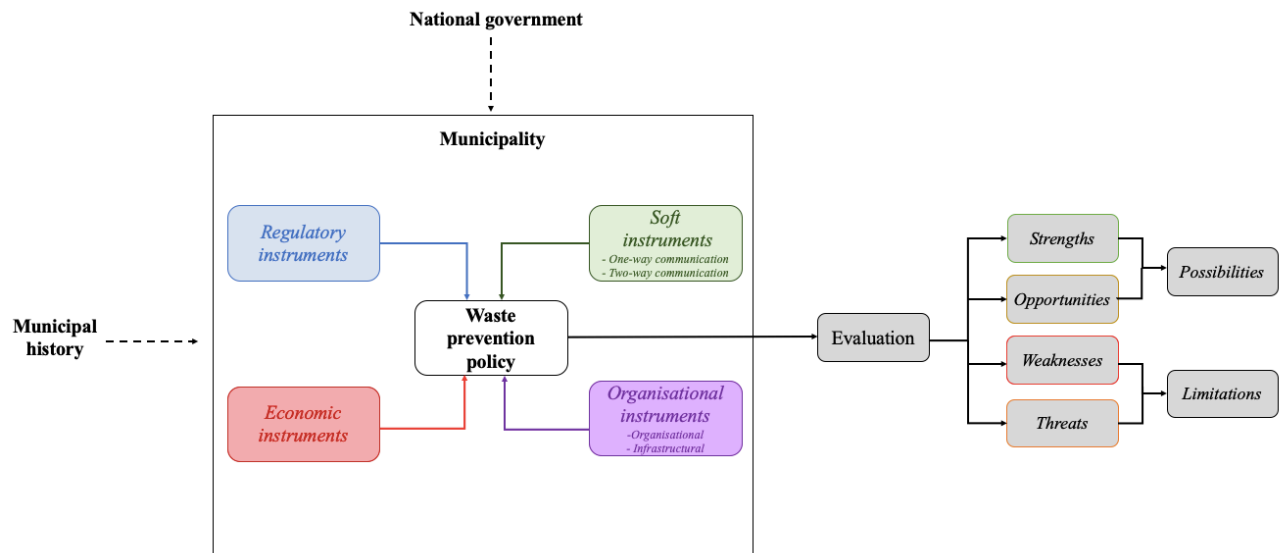 National government
Municipality
Regulatory
instruments
Soft
instruments
- One-way communication
- Two-way communication
Municipal
history
Waste
prevention
policy
Economic
instruments
Organisational
instruments
-Organisational
- Infrastructural
Evaluation
Strengths
Opportunities
Weaknesses
Threats
Possibilities
Limitations